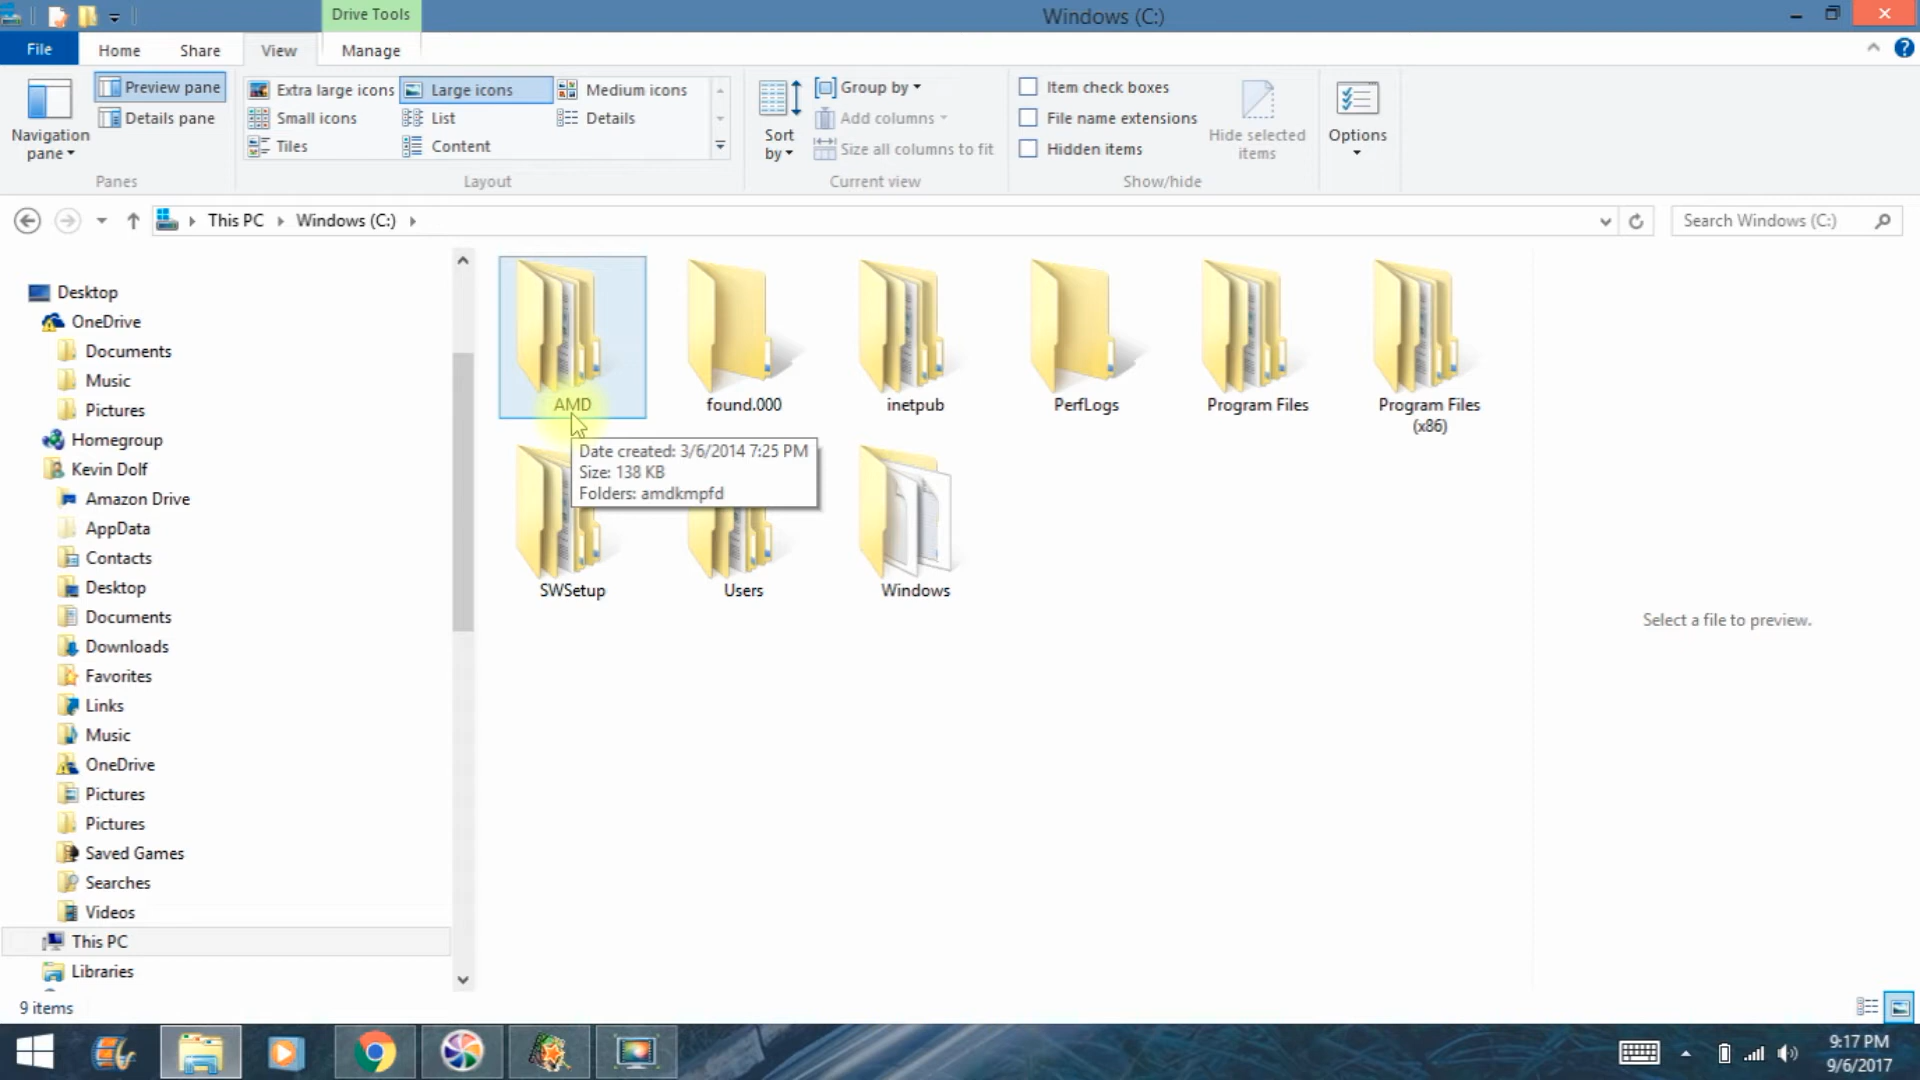 Drive Tools
Windows (C:)
File
Home
Share
View
Manage
Navigation
pane
Preview pane
Details pane
Panes
Extra large icons
Large icons
Medium icons
Small icons
List
Details
Tiles
Content
Layout
Sort
by
Group by
Add columns
Size all columns to fit
Current view
Item check boxes
File name extensions
Hidden items
Hide selected
items
Show/hide
Options
This PC
Windows (C:)
Search Windows (C:)
Desktop
OneDrive
Documents
Music
Pictures
Homegroup
Kevin Dolf
Amazon Drive
AppData
Contacts
Desktop
Documents
Downloads
Favorites
Links
Music
OneDrive
Pictures
Pictures
Saved Games
Searches
Videos
This PC
Libraries
AMD
found.000
inetpub
PerfLogs
Program Files
Program Files
(x86)
Date created: 3/6/2014 7:25 PM
Size: 138 KB
Folders: amdkmpfd
SWSetup
Users
Windows
Select a file to preview.
9 items
9:17 PM
9/6/2017